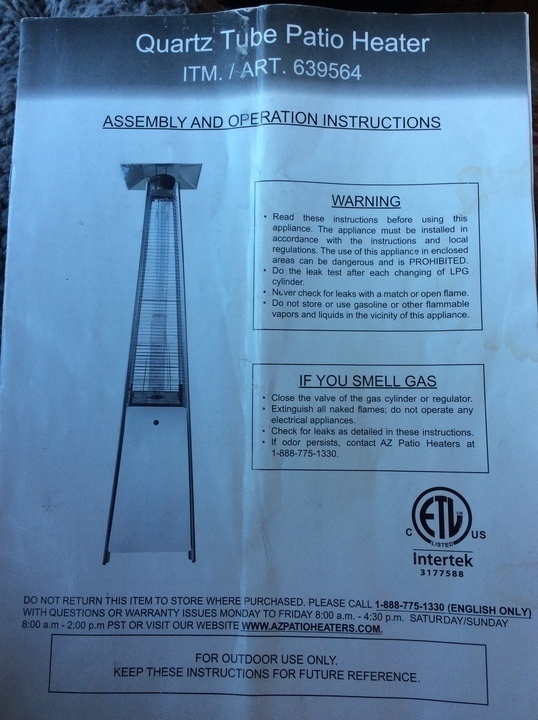 Quartz Tube Patio Heater
ITM. / ART. 639564
ASSEMBLY AND OPERATION INSTRUCTIONS
WARNING
• Read these instructions before using this
appliance. The appliance must be installed in
accordance with the instructions and local
regulations. The use of this appliance in enclosed
areas can be dangerous and is PROHIBITED.
• Do the leak test after each changing of LPG
cylinder.
• Never check for leaks with a match or open flame.
• Do not store or use gasoline or other flammable
vapors and liquids in the vicinity of this appliance.
IF YOU SMELL GAS
• Close the valve of the gas cylinder or regulator.
• Extinguish all naked flames; do not operate any
electrical appliances.
• Check for leaks as detailed in these instructions.
• If odor persists, contact AZ Patio Heaters at
1-888-775-1330.
C ETL US
LISTED
Intertek
3177588
DO NOT RETURN THIS ITEM TO STORE WHERE PURCHASED. PLEASE CALL 1-888-775-1330 (ENGLISH ONLY)
WITH QUESTIONS OR WARRANTY ISSUES MONDAY TO FRIDAY 8:00 a.m. - 4:30 p.m. SATURDAY/SUNDAY
8:00 a.m - 2:00 p.m PST OR VISIT OUR WEBSITE WWW.AZPATIOHEATERS.COM.
FOR OUTDOOR USE ONLY.
KEEP THESE INSTRUCTIONS FOR FUTURE REFERENCE.